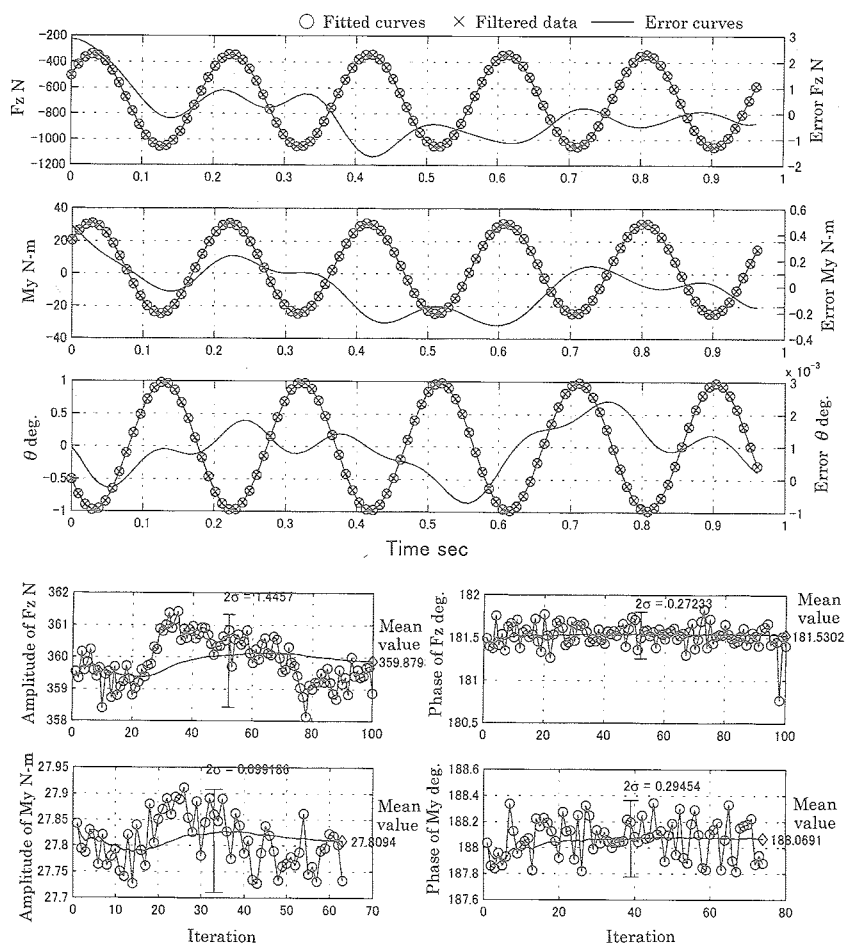 Fitted curves Filtered data Error curves
Fz N
-200
-400
-600
-800
-1000
-1200
3
2
1
0
-1
-2
Error Fz N
0 0.1 0.2 0.3 0.4 0.5 0.6 0.7 0.8 0.9 1
My N-m
40
20
0
-20
40
0.6
0.4
0.2
0
-0.2
-0.4
Error My N-m
0 0.1 0.2 0.3 0.4 0.5 0.6 0.7 0.8 0.9 1
× 10⁻³
θ deg.
1
0.5
0
-0.5
-1
3
2
1
0
-1
Error θ deg.
0 0.1 0.2 0.3 0.4 0.5 0.6 0.7 0.8 0.9 1
Time sec
Amplitude of Fz N
362
361
360
359
358
2σ = 1.4457
Mean
value
359.879
0 20 40 60 80 100
Phase of Fz deg.
182
181.5
181
180.5
2σ = 0.27233
Mean
value
181.5302
0 20 40 60 80 100
Amplitude of My N-m
27.95
27.9
27.85
27.8
27.75
27.7
2σ = 0.099186
Mean
value
27.8094
0 10 20 30 40 50 60 70
Iteration
Phase of My deg.
188.6
188.4
188.2
188
187.8
187.6
2σ = 0.29454
Mean
value
188.0691
0 10 20 30 40 50 60 70 80
Iteration